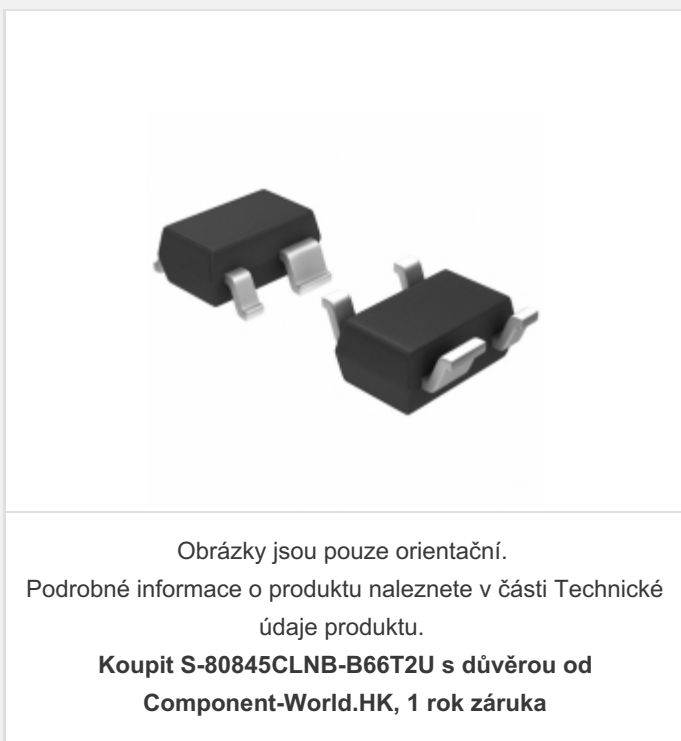 Obrázky jsou pouze orientační.
Podrobné informace o produktu naleznete v části Technické
údaje produktu.
Koupit S-80845CLNB-B66T2U s důvěrou od
Component-World.HK, 1 rok záruka